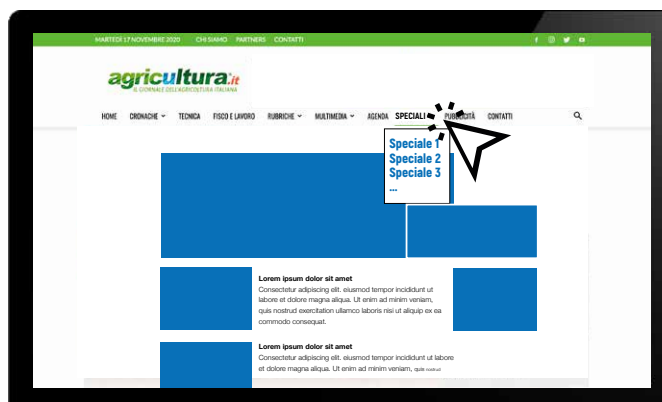 MARTEDÌ 17 NOVEMBRE 2020 CHI SIAMO PARTNERS CONTATTI
agricultura.it
IL GIORNALE DELL'AGRICOLTURA ITALIANA
HOME CRONACHE TECNICA FISCO E LAVORO RUBRICHE MULTIMEDIA AGENDA SPECIALI PUBBLICITÀ CONTATTI
Speciale 1
Speciale 2
Speciale 3
...
Lorem ipsum dolor sit amet
Consectetur adipiscing elit. eiusmod tempor incididunt ut
labore et dolore magna aliqua. Ut enim ad minim veniam,
quis nostrud exercitation ullamco laboris nisi ut aliquip ex ea
commodo consequat.
Lorem ipsum dolor sit amet
Consectetur adipiscing elit. eiusmod tempor incididunt ut labore
et dolore magna aliqua. Ut enim ad minim veniam, quis nostrud